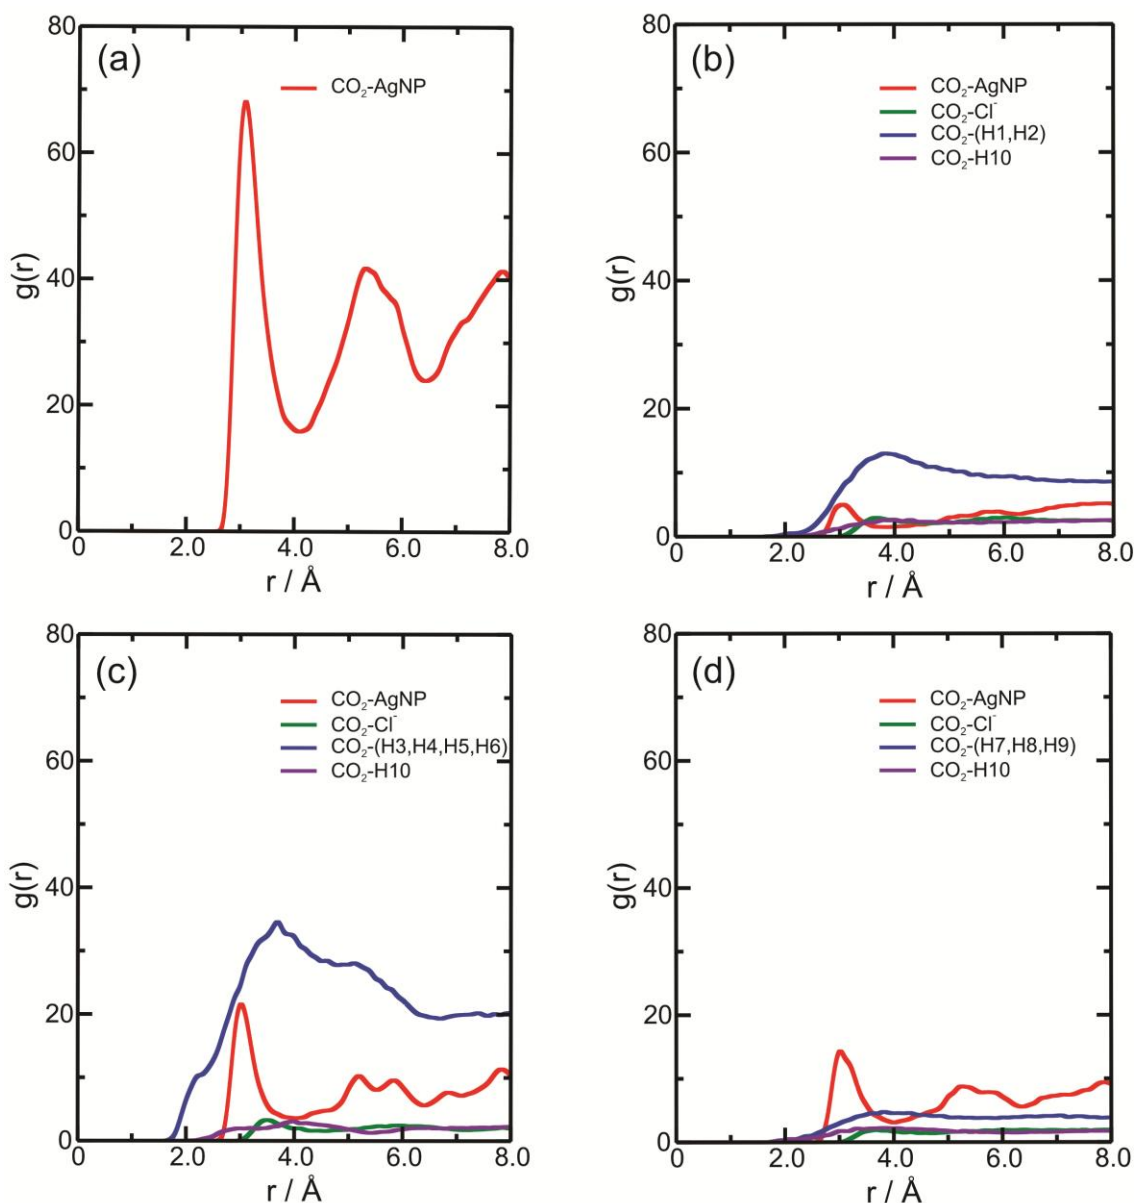 (a)
CO₂-AgNP
80
60
40
20
0
g(r)
0 2.0 4.0 6.0 8.0
r / Å
(b)
CO₂-AgNP
CO₂-Cl⁻
CO₂-(H1,H2)
CO₂-H10
80
60
40
20
0
g(r)
0 2.0 4.0 6.0 8.0
r / Å
(c)
CO₂-AgNP
CO₂-Cl⁻
CO₂-(H3,H4,H5,H6)
CO₂-H10
80
60
40
20
0
g(r)
0 2.0 4.0 6.0 8.0
r / Å
(d)
CO₂-AgNP
CO₂-Cl⁻
CO₂-(H7,H8,H9)
CO₂-H10
80
60
40
20
0
g(r)
0 2.0 4.0 6.0 8.0
r / Å